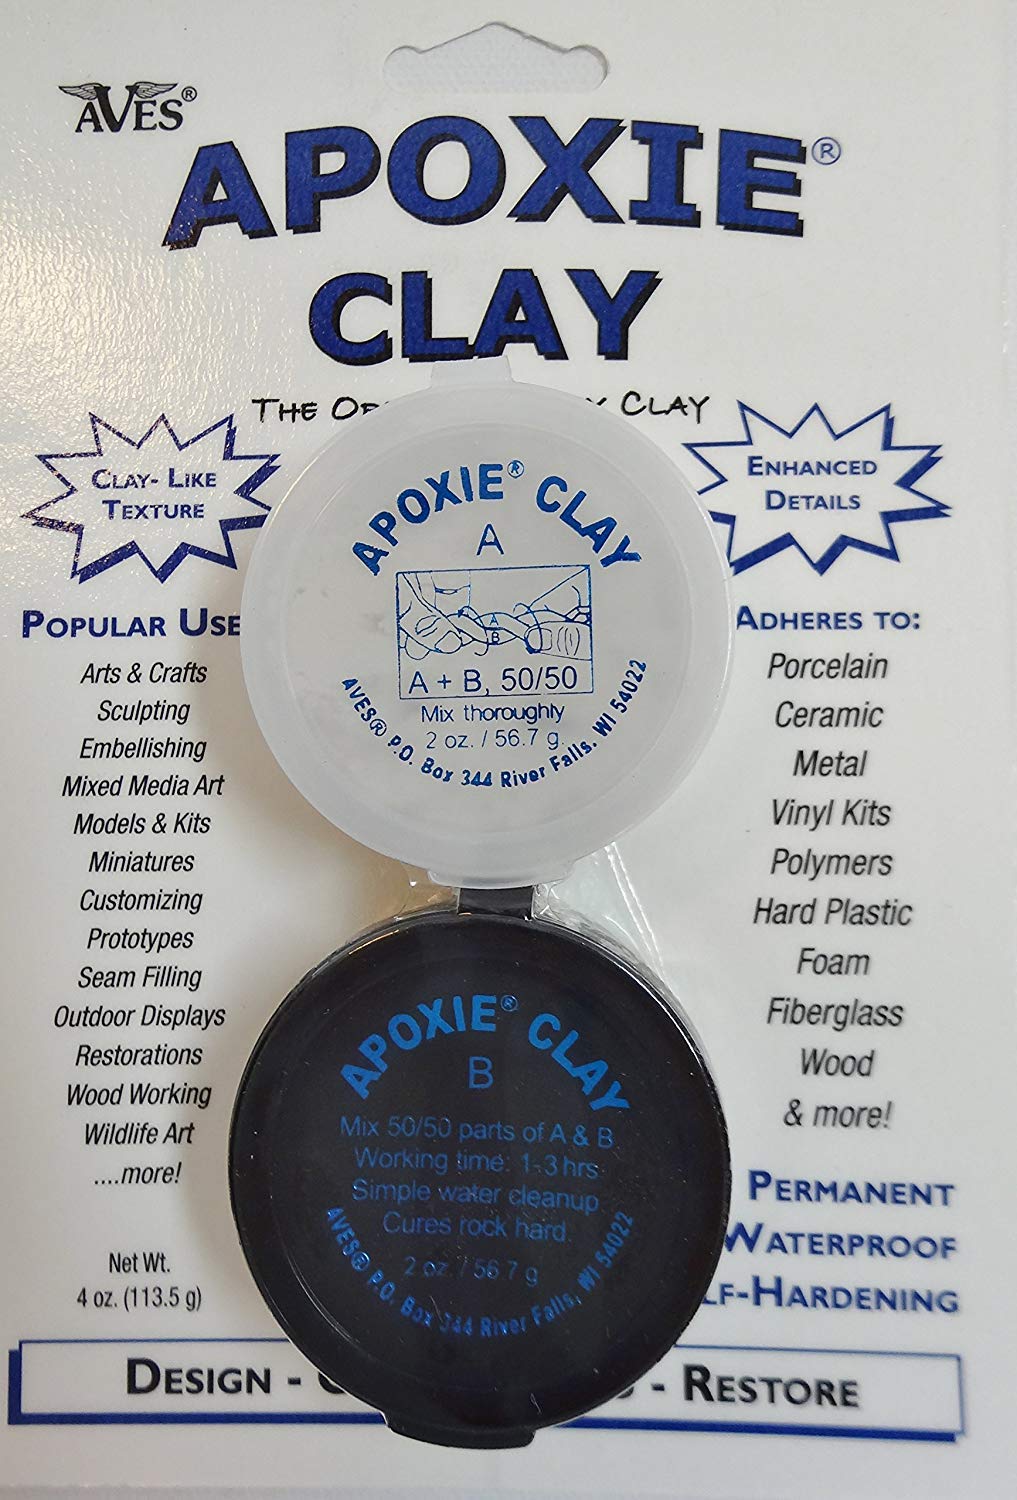 AVES®
APOXIE®
CLAY
THE CLAY
CLAY- LIKE
TEXTURE
ENHANCED
DETAILS
POPULAR
Arts & Crafts
Sculpting
Embellishing
Mixed Media Art
Models & Kits
Miniatures
Customizing
Prototypes
Seam Filling
Outdoor Displays
Restorations
Wood Working
Wildlife Art
....more!
Net Wt.
4 oz. (113.5 g)
APOXIE® CLAY
A
A
B
A + B, 50/50
Mix thoroughly
2 oz. / 56.7 g.
AVES® P.O. Box 344 River Falls, WI 54022
APOXIE® CLAY
B
Mix 50/50 parts of A & B.
Working time: 1-3 hrs
Simple water cleanup
Cures rock hard.
2 oz. / 56.7 g
AVES® P.O. Box 344 River Falls, WI 54022
ADHERES TO:
Porcelain
Ceramic
Metal
Vinyl Kits
Polymers
Hard Plastic
Foam
Fiberglass
Wood
& more!
PERMANENT
WATERPROOF
LF-HARDENING
DESIGN - - RESTORE